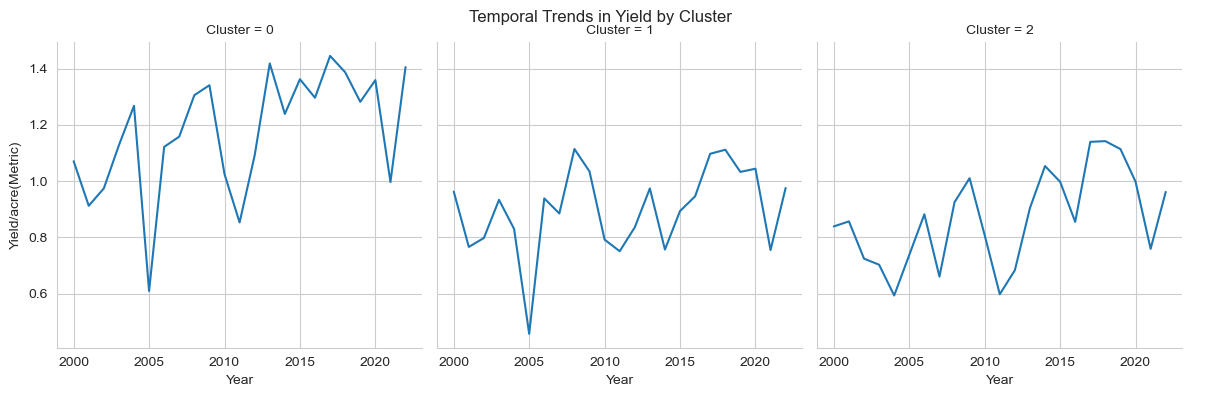 Temporal Trends in Yield by Cluster
Cluster = 0
Cluster = 1
Cluster = 2
Yield/acre(Metric)
1.4
1.2
1.0
0.8
0.6
2000 2005 2010 2015 2020
2000 2005 2010 2015 2020
2000 2005 2010 2015 2020
Year
Year
Year